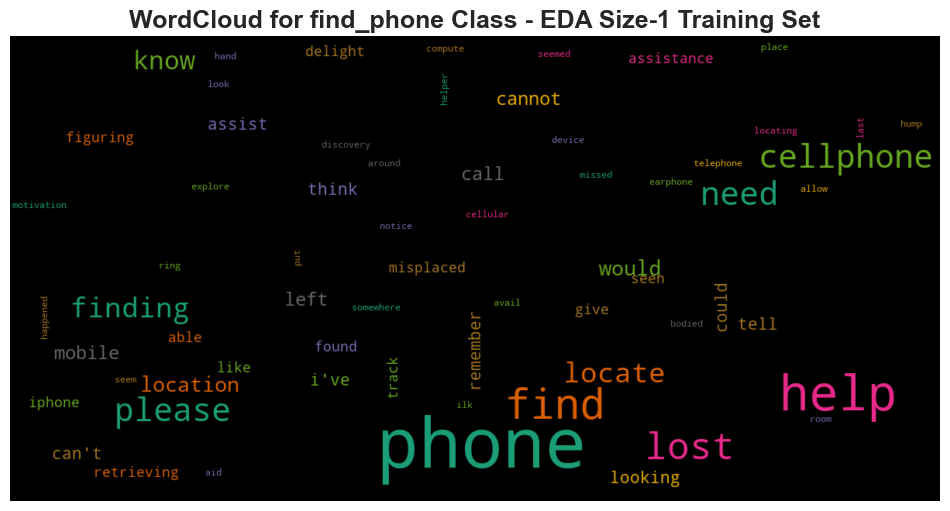 WordCloud for find_phone Class - EDA Size-1 Training Set
know
hand
delight
compute
seemed
assistance
place
look
helper
cannot
assist
figuring
discovery
device
locating
last
hump
cellphone
around
call
telephone
explore
think
missed
earphone
need
allow
motivation
cellular
notice
put
ring
misplaced
would
seen
finding
happened
left
somewhere
avail
give
could
bodied
tell
able
mobile
found
remember
like
track
i've
seem
location
locate
help
iphone
please
ilk
find
room
phone
lost
can't
retrieving
aid
looking